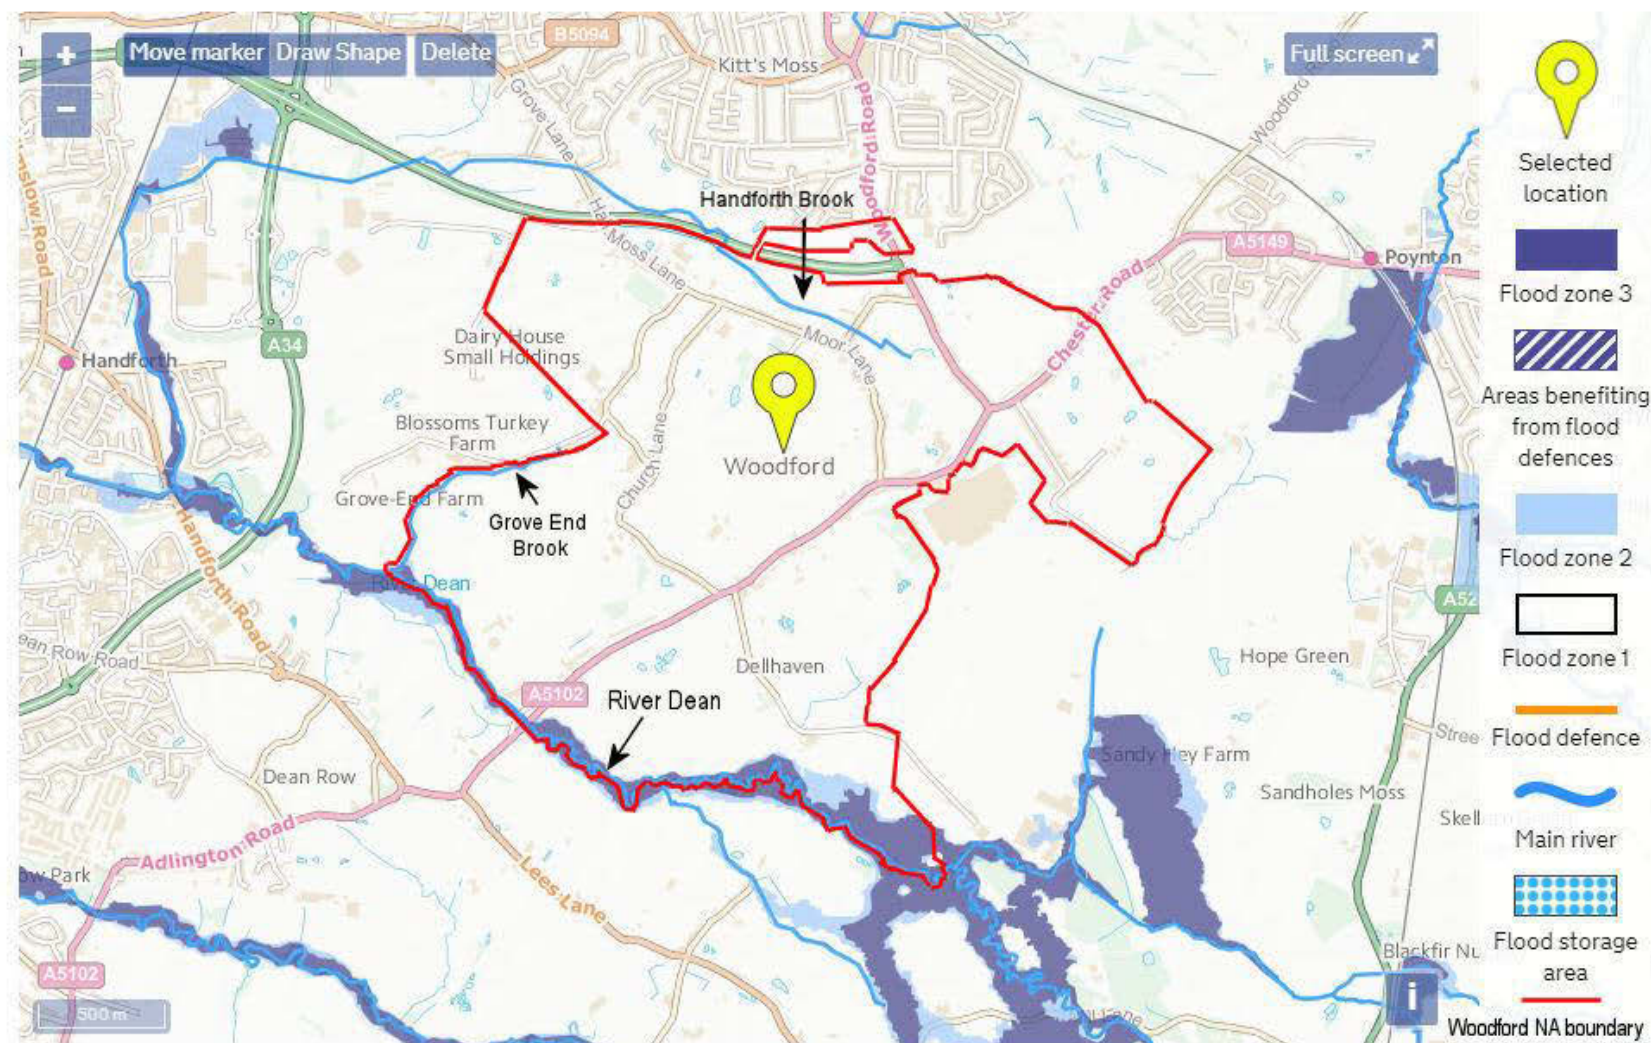 +
−
Move marker
Draw Shape
Delete
B5094
Kitt's Moss
Full screen
Grove Lane
Woodford Road
Handforth Brook
Hall Moss Lane
A5149
Poynton
Chester Road
A34
Handforth
Dairy House
Small Holdings
Moor Lane
Blossoms Turkey
Farm
Church Lane
Woodford
Grove End Farm
Grove End
Brook
Handforth Road
River Dean
A52
Dellhaven
Hope Green
A5102
River Dean
Dean Row
Sandy Hey Farm
Sandholes Moss
Adlington Road
Lees Lane
A5102
500 m
i
Selected
location
Flood zone 3
Areas benefiting
from flood
defences
Flood zone 2
Flood zone 1
Flood defence
Main river
Flood storage
area
Woodford NA boundary